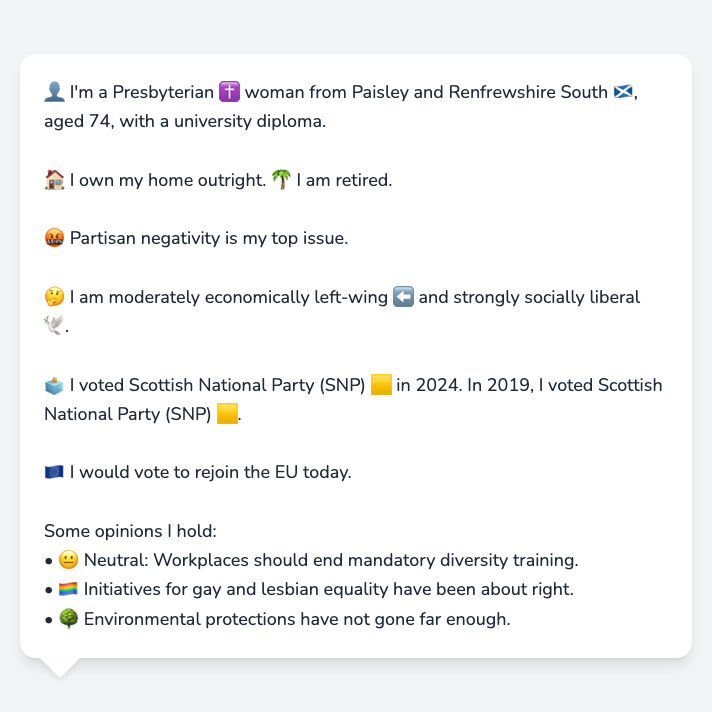 👤 I'm a Presbyterian ✝️ woman from Paisley and Renfrewshire South 🏴󠁧󠁢󠁳󠁣󠁴󠁿,
aged 74, with a university diploma.
🏠 I own my home outright. 🌴 I am retired.
🤬 Partisan negativity is my top issue.
🤔 I am moderately economically left-wing ⬅️ and strongly socially liberal
🕊️.
🗳️ I voted Scottish National Party (SNP) 🟨 in 2024. In 2019, I voted Scottish
National Party (SNP) 🟨.
🇪🇺 I would vote to rejoin the EU today.
Some opinions I hold:
• 😐 Neutral: Workplaces should end mandatory diversity training.
• 🏳️‍🌈 Initiatives for gay and lesbian equality have been about right.
• 🌳 Environmental protections have not gone far enough.